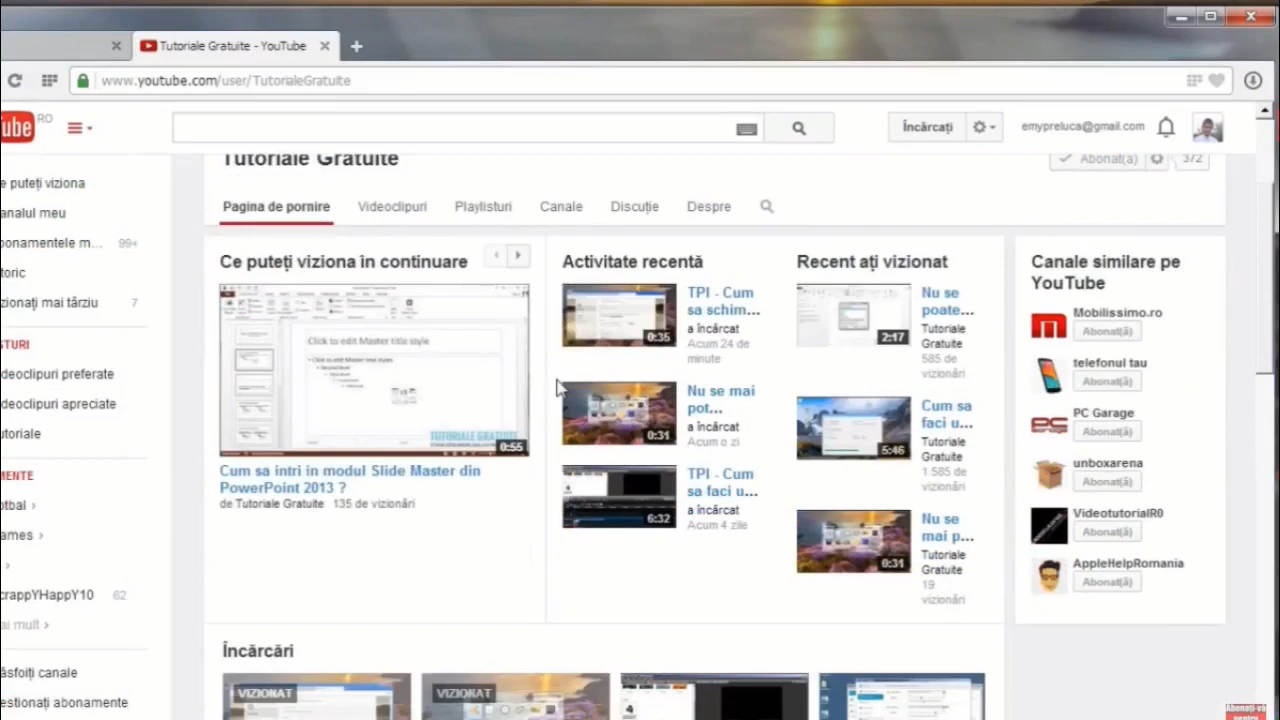 Tutoriale Gratuite - YouTube
www.youtube.com/user/TutorialeGratuite
ube RO
Încărcați
emypreluca@gmail.com
Tutoriale Gratuite
Abonat(ă)
372
Pagina de pornire
Videoclipuri
Playlisturi
Canale
Discuție
Despre
e puteți viziona
analul meu
bonamentele m... 99+
toric
zionați mai târziu 7
STURI
deoclipuri preferate
deoclipuri apreciate
utoriale
MENTE
otbal
ames
crappYHappY10 62
ai mult
ăsfoiți canale
estionați abonamente
Ce puteți viziona în continuare
Click to edit Master title style
TUTORIALE GRATUITE
0:55
Cum sa intri in modul Slide Master din
PowerPoint 2013 ?
de Tutoriale Gratuite 135 de vizionări
Activitate recentă
0:35
TPI - Cum
sa schim...
a încărcat
Acum 24 de
minute
0:31
Nu se mai
pot...
a încărcat
Acum o zi
6:32
TPI - Cum
sa faci u...
a încărcat
Acum 4 zile
Recent ați vizionat
2:17
Nu se
poate...
Tutoriale
Gratuite
585 de
vizionări
5:46
Cum sa
faci u...
Tutoriale
Gratuite
1 585 de
vizionări
0:31
Nu se
mai p...
Tutoriale
Gratuite
19
vizionări
Canale similare pe
YouTube
Mobilissimo.ro
Abonat(ă)
telefonul tau
Abonat(ă)
PC Garage
Abonat(ă)
unboxarena
Abonat(ă)
VideotutorialR0
Abonat(ă)
AppleHelpRomania
Abonat(ă)
Încărcări
VIZIONAT
VIZIONAT
Abonați-vă
pentru